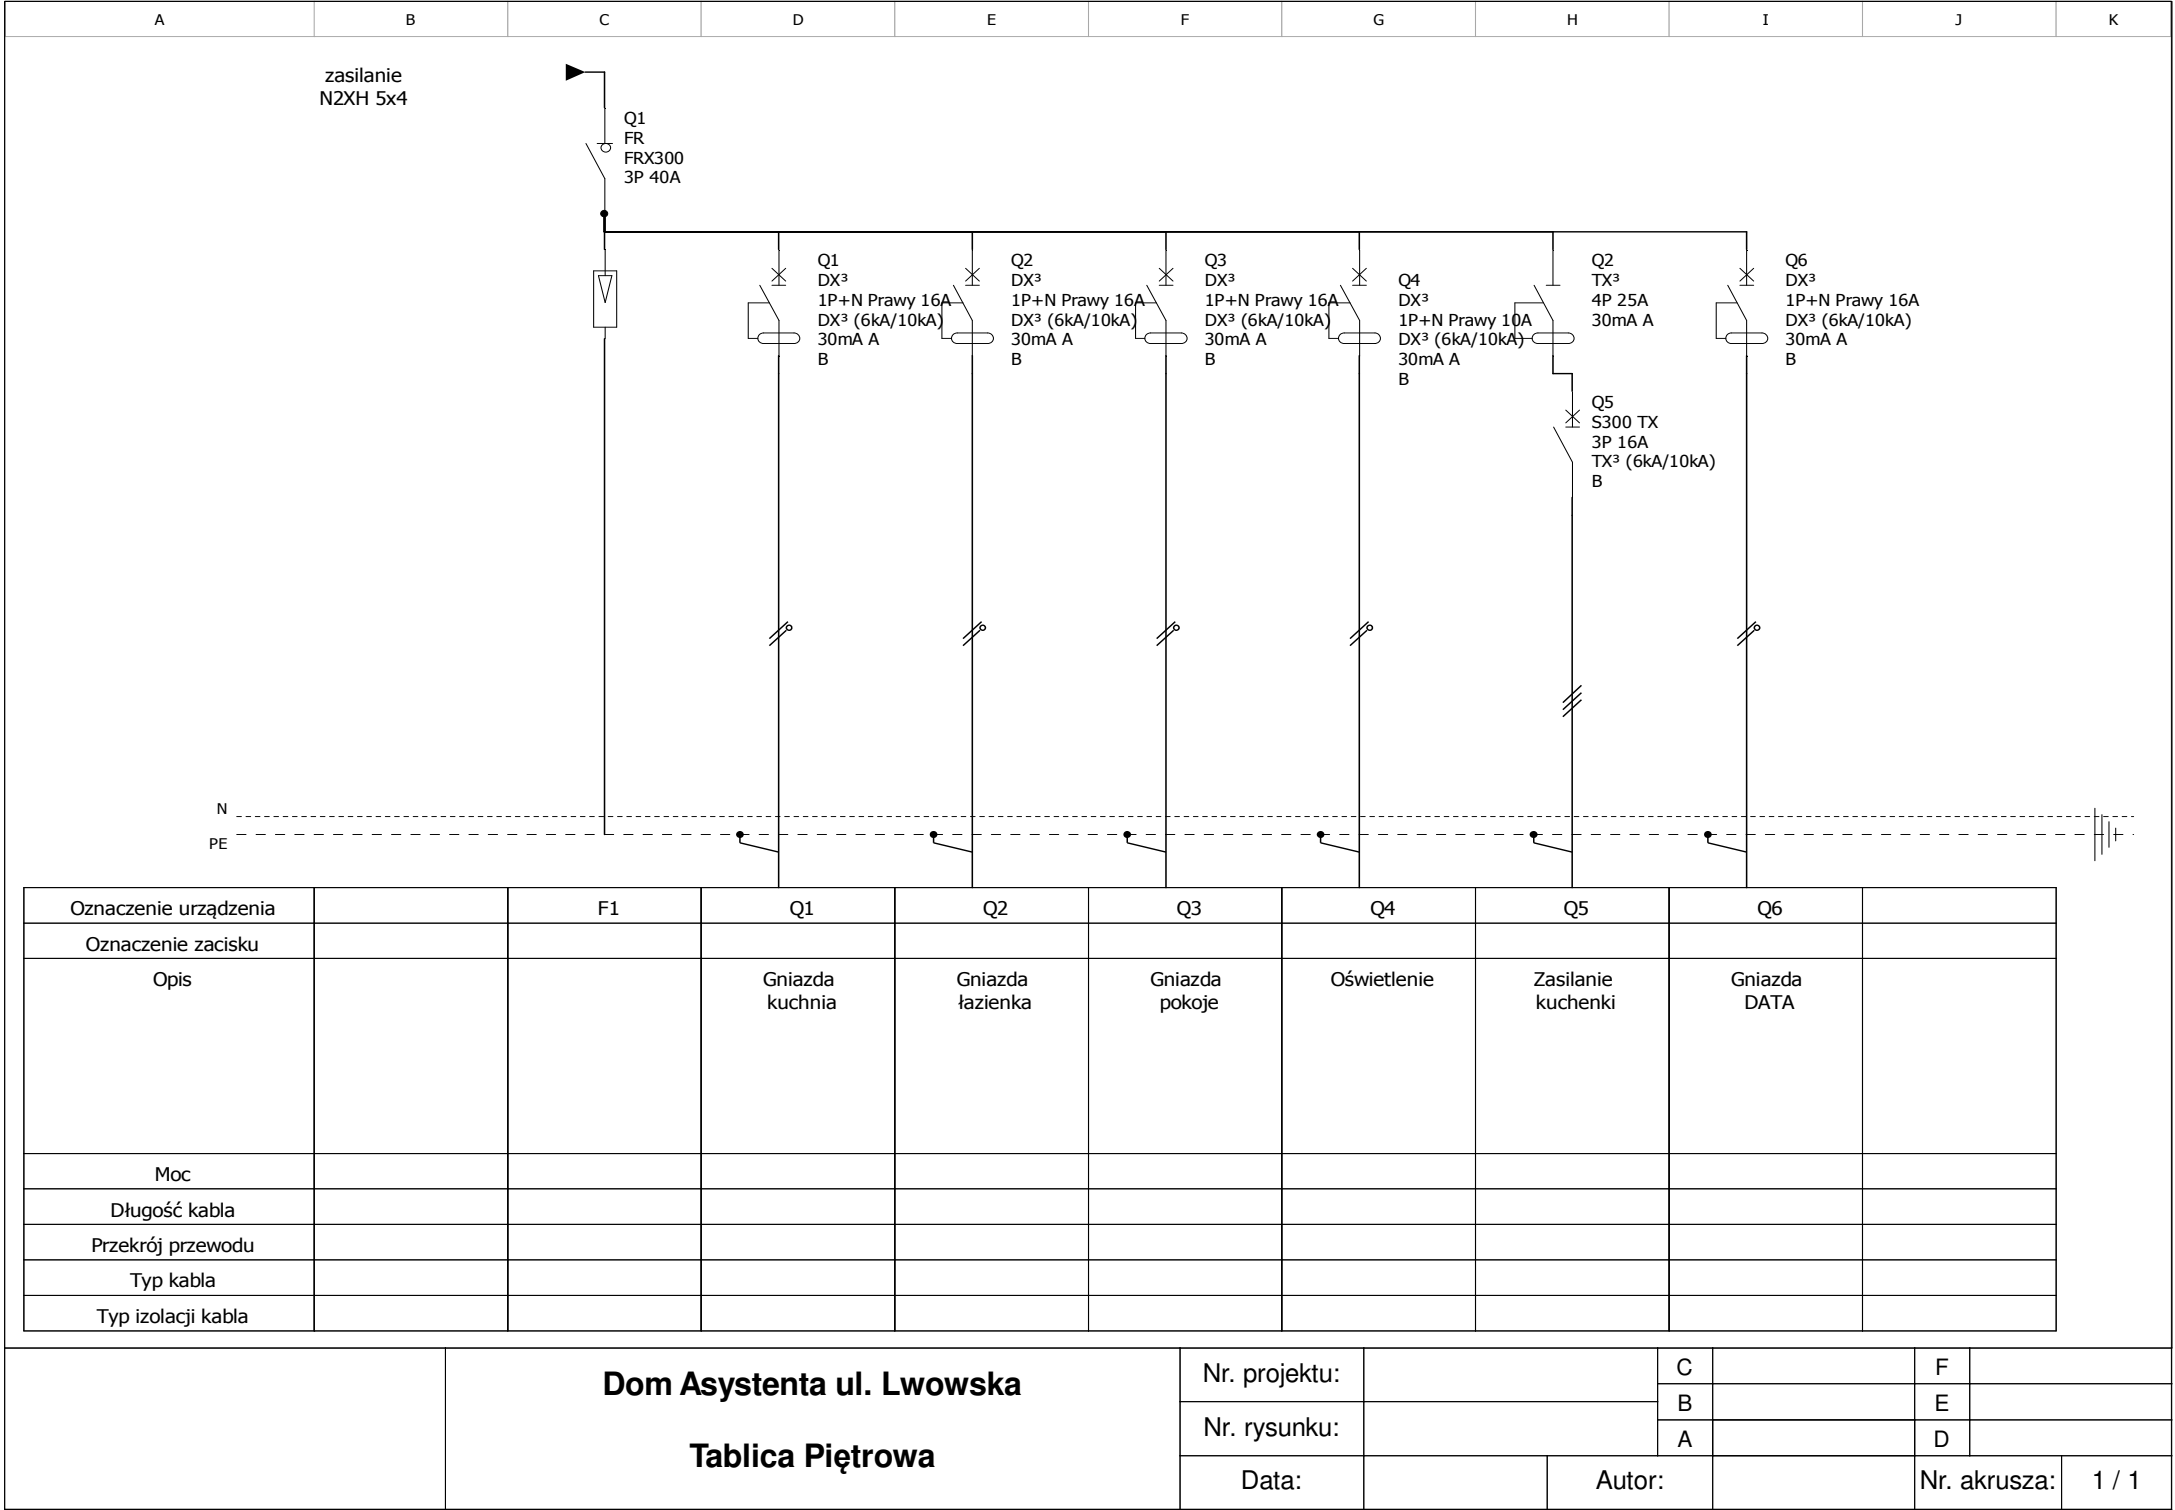 A B C D E F G H I J K
zasilanie
N2XH 5x4
Q1
FR
FRX300
3P 40A
Q1
DX³
1P+N Prawy 16A
DX³ (6kA/10kA)
30mA A
B
Q2
DX³
1P+N Prawy 16A
DX³ (6kA/10kA)
30mA A
B
Q3
DX³
1P+N Prawy 16A
DX³ (6kA/10kA)
30mA A
B
Q4
DX³
1P+N Prawy 10A
DX³ (6kA/10kA)
30mA A
B
Q2
TX³
4P 25A
30mA A
Q5
S300 TX
3P 16A
TX³ (6kA/10kA)
B
Q6
DX³
1P+N Prawy 16A
DX³ (6kA/10kA)
30mA A
B
N
PE
Oznaczenie urządzenia F1 Q1 Q2 Q3 Q4 Q5 Q6
Oznaczenie zacisku
Opis
Gniazda
kuchnia
Gniazda
łazienka
Gniazda
pokoje
Oświetlenie
Zasilanie
kuchenki
Gniazda
DATA
Moc
Długość kabla
Przekrój przewodu
Typ kabla
Typ izolacji kabla
Dom Asystenta ul. Lwowska
Tablica Piętrowa
Nr. projektu:
Nr. rysunku:
C F
B E
A D
Data: Autor: Nr. akrusza: 1 / 1